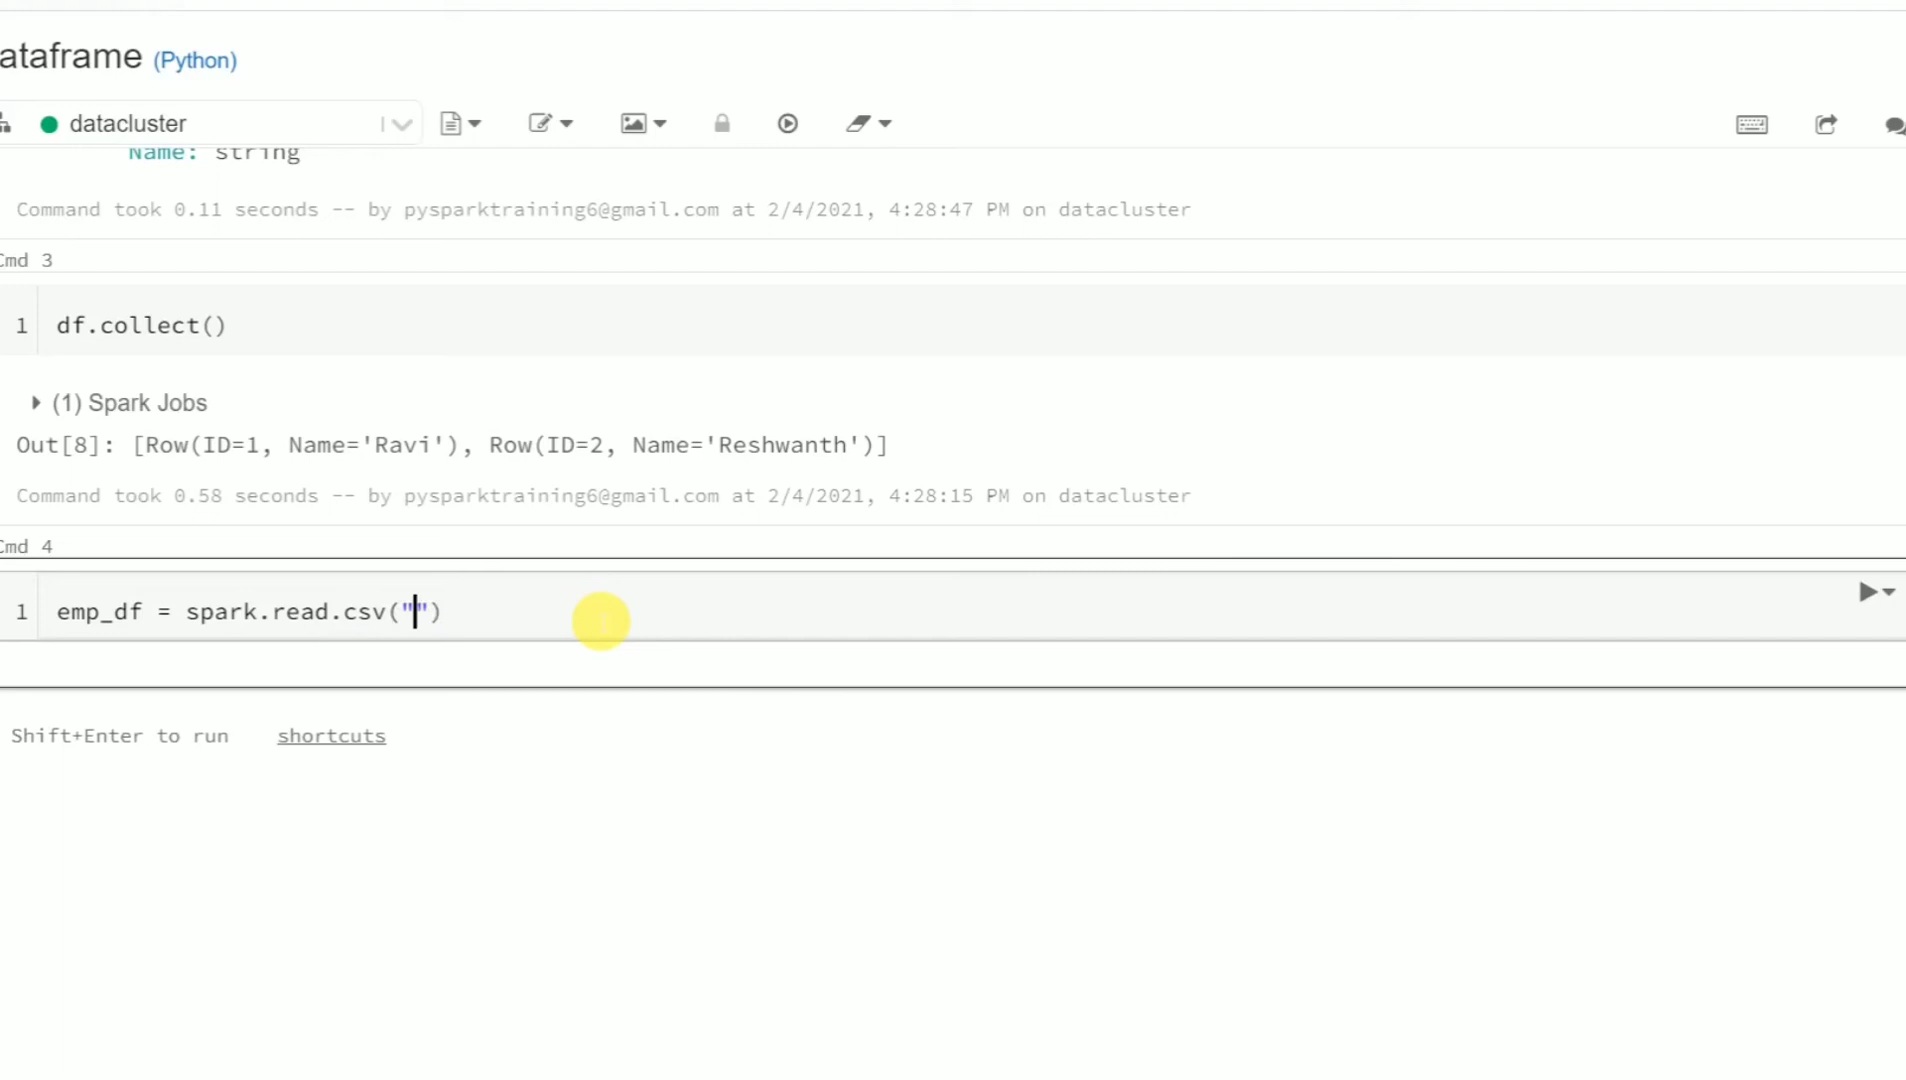 ataframe (Python)
datacluster
Name: string
Command took 0.11 seconds -- by pysparktraining6@gmail.com at 2/4/2021, 4:28:47 PM on datacluster
Cmd 3
1 df.collect()
(1) Spark Jobs
Out[8]: [Row(ID=1, Name='Ravi'), Row(ID=2, Name='Reshwanth')]
Command took 0.58 seconds -- by pysparktraining6@gmail.com at 2/4/2021, 4:28:15 PM on datacluster
Cmd 4
1 emp_df = spark.read.csv("")
Shift+Enter to run shortcuts